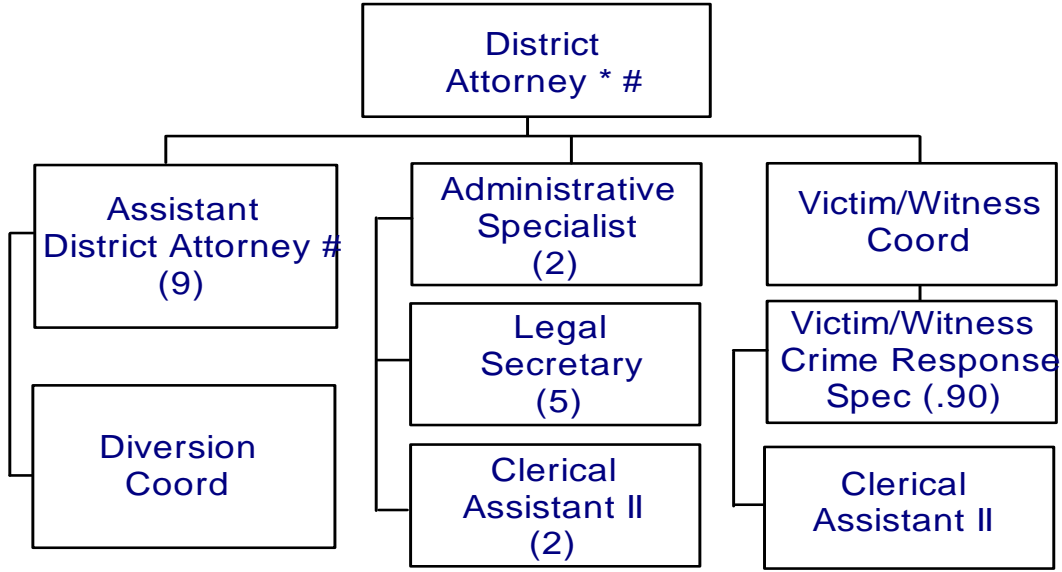 District
Attorney * #
Assistant
District Attorney #
(9)
Diversion
Coord
Administrative
Specialist
(2)
Legal
Secretary
(5)
Clerical
Assistant II
(2)
Victim/Witness
Coord
Victim/Witness
Crime Response
Spec (.90)
Clerical
Assistant II